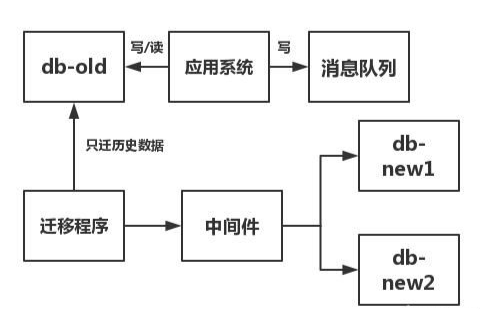 写/读
写
db-old
应用系统
消息队列
只迁历史数据
db-
new1
迁移程序
中间件
db-
new2